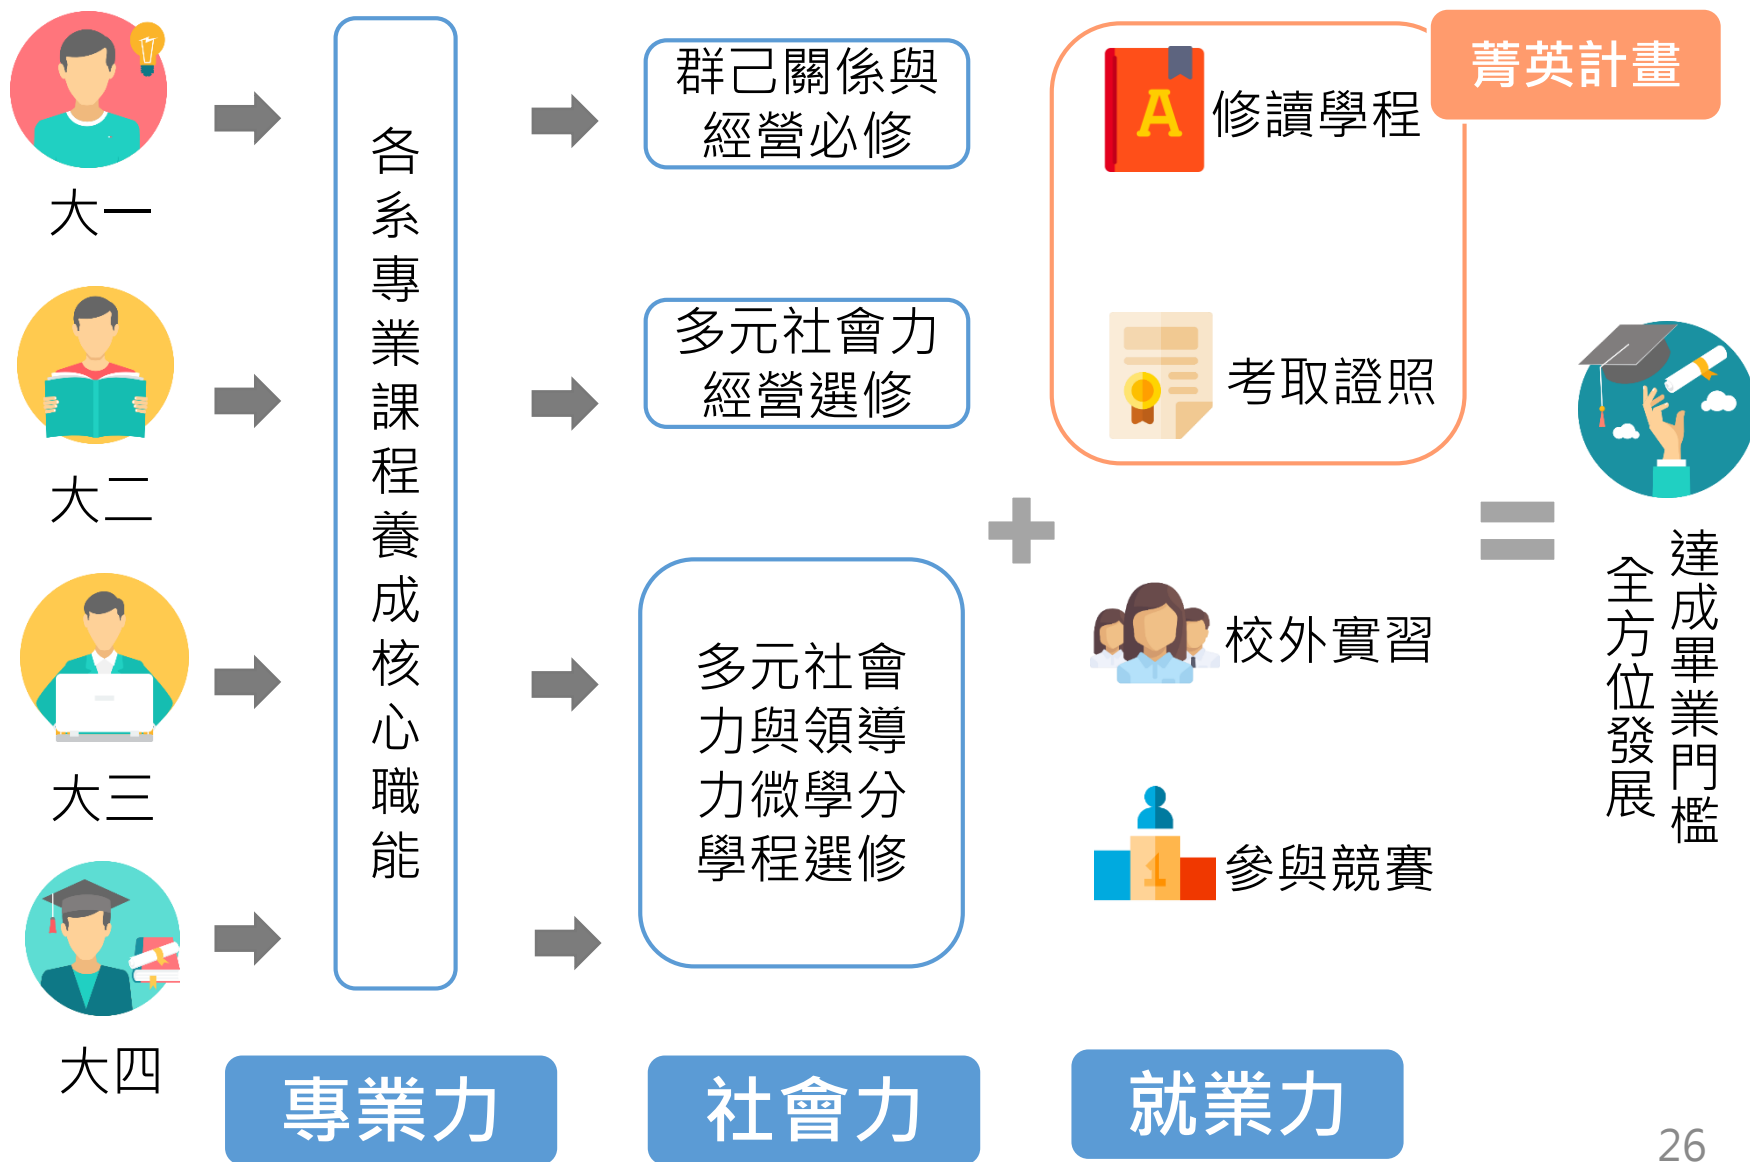 大一
大二
大三
大四
各系專業課程養成核心職能
群己關係與
經營必修
多元社會力
經營選修
多元社會
力與領導
力微學分
學程選修
菁英計畫
修讀學程
考取證照
校外實習
參與競賽
達成畢業門檻
全方位發展
專業力
社會力
就業力
26